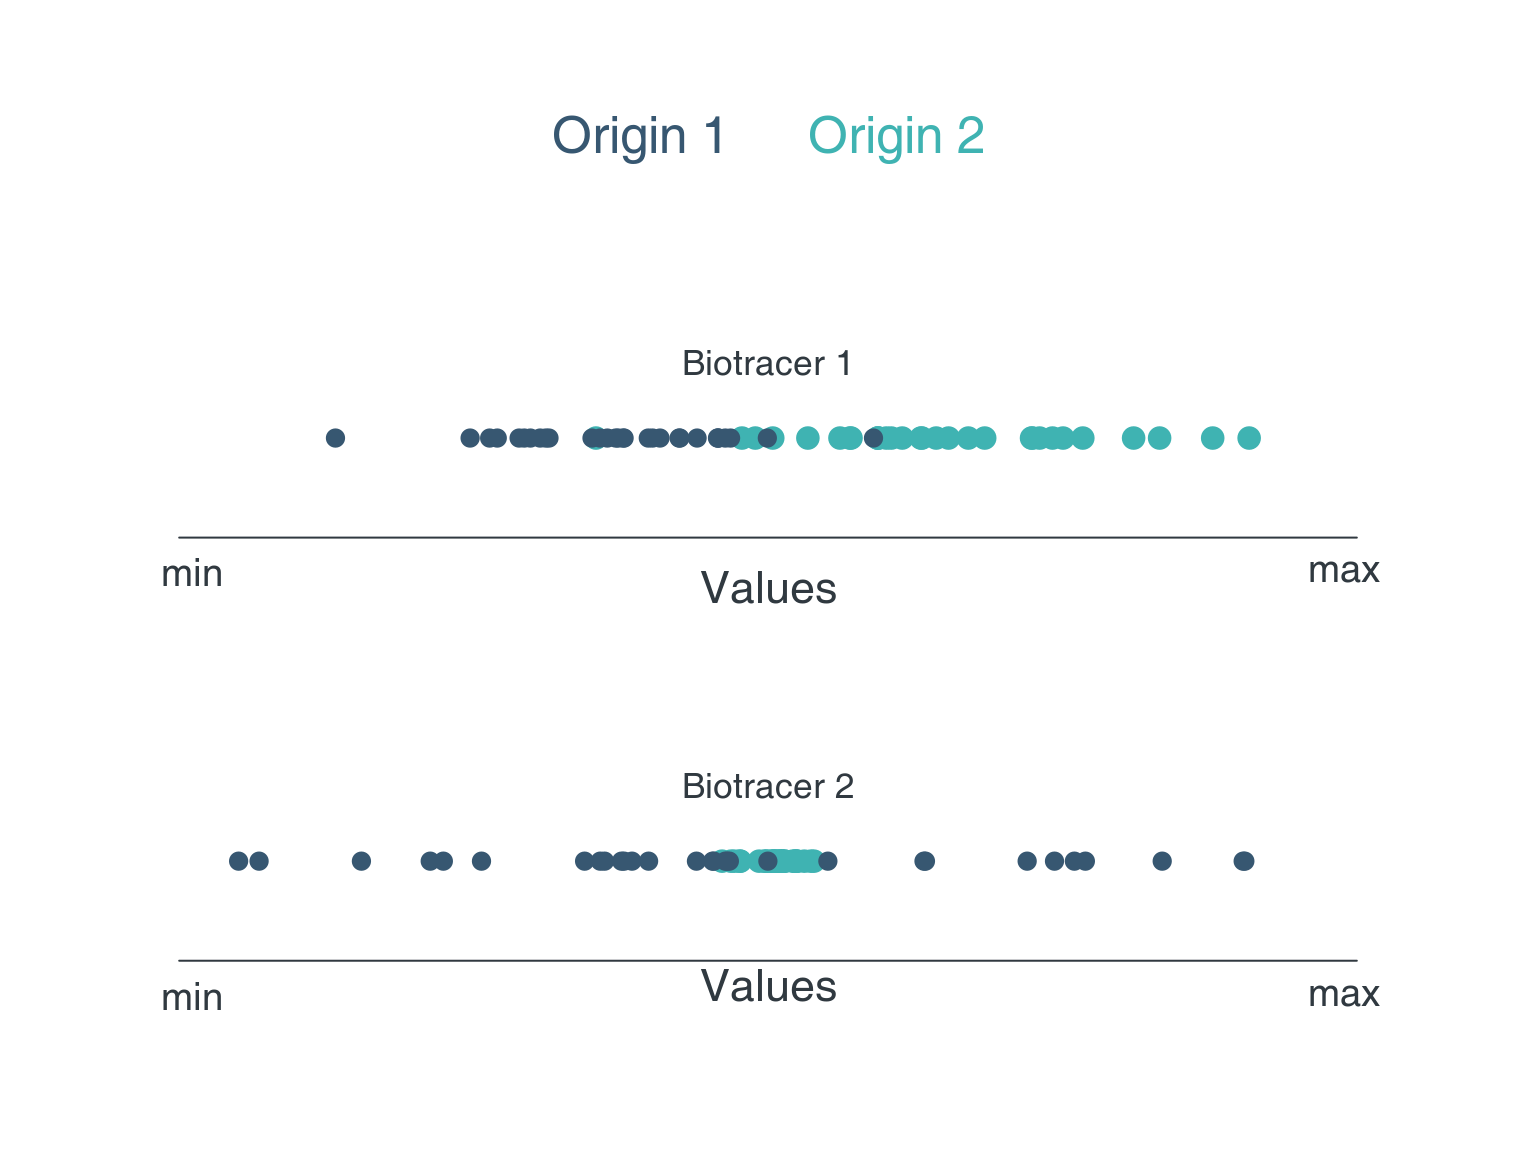 Origin 1 Origin 2
Biotracer 1
min Values max
Biotracer 2
min Values max